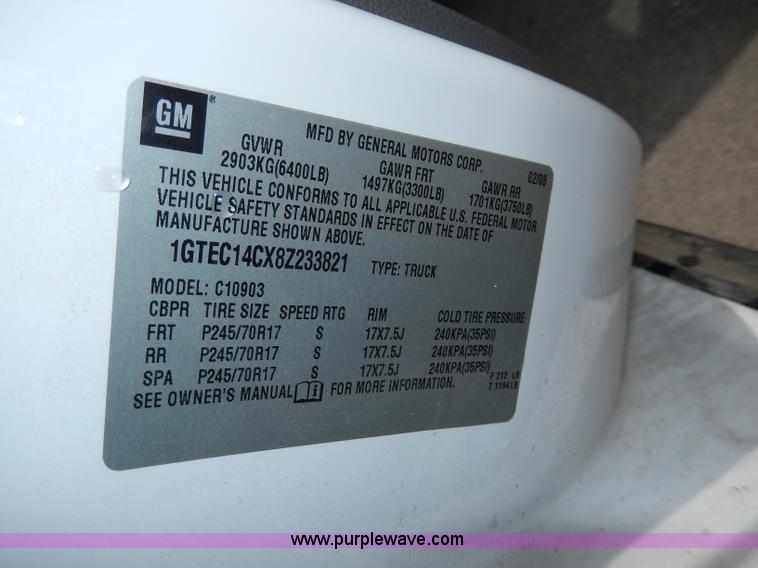 GM®
MFD BY GENERAL MOTORS CORP. 02/08
GVWR GAWR FRT GAWR RR
2903KG(6400LB) 1497KG(3300LB) 1701KG(3750LB)
THIS VEHICLE CONFORMS TO ALL APPLICABLE U.S. FEDERAL MOTOR
VEHICLE SAFETY STANDARDS IN EFFECT ON THE DATE OF
MANUFACTURE SHOWN ABOVE.
1GTEC14CX8Z233821 TYPE: TRUCK
MODEL: C10903
CBPR TIRE SIZE SPEED RTG RIM COLD TIRE PRESSURE
FRT P245/70R17 S 17X7.5J 240KPA(35PSI)
RR P245/70R17 S 17X7.5J 240KPA(35PSI)
SPA P245/70R17 S 17X7.5J 240KPA(35PSI)
F 212 LB
T 1194 LB
SEE OWNER'S MANUAL FOR MORE INFORMATION.
www.purplewave.com